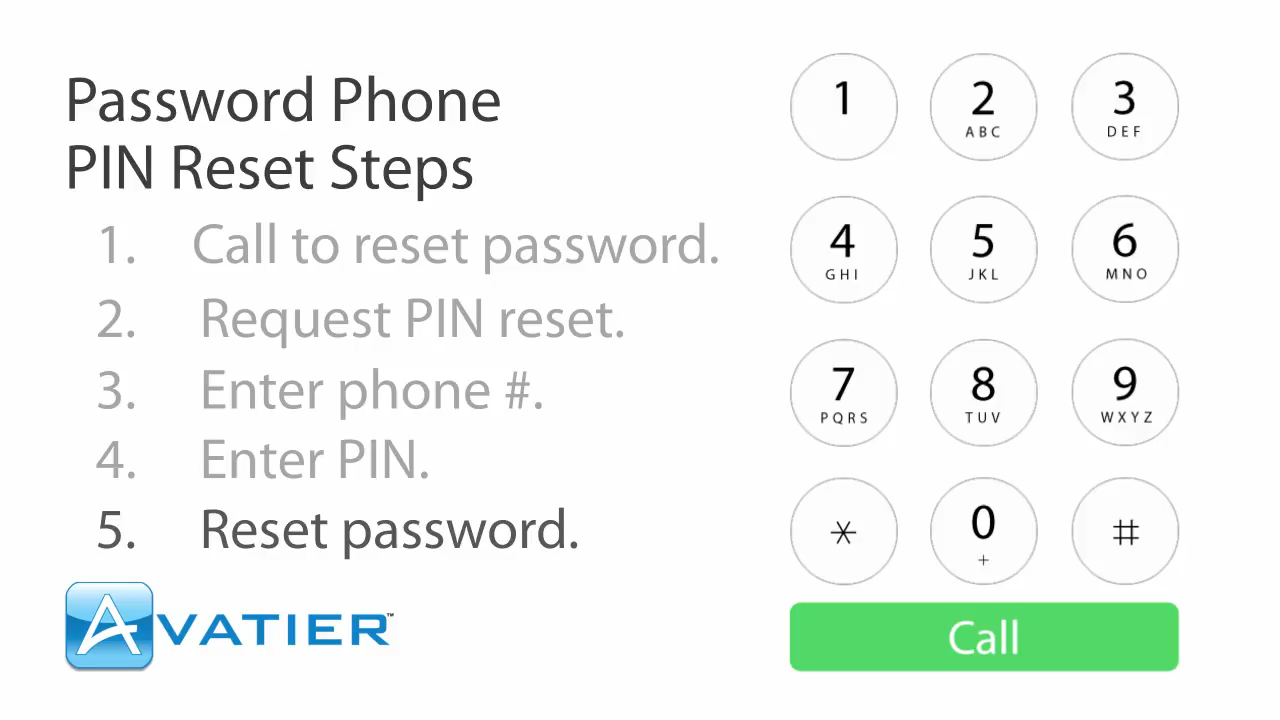 Password Phone
PIN Reset Steps
1. Call to reset password.
2. Request PIN reset.
3. Enter phone #.
4. Enter PIN.
5. Reset password.
AVATIER™
1 2 3
ABC DEF
4 5 6
GHI JKL MNO
7 8 9
PQRS TUV WXYZ
* 0 #
+
Call